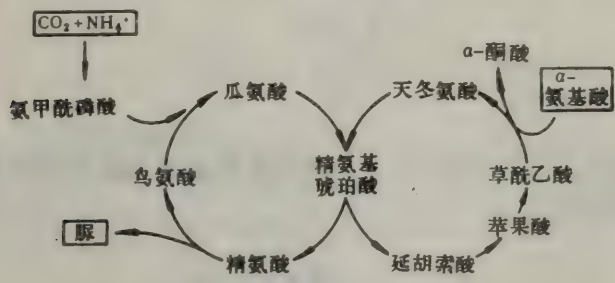 CO₂ + NH₄⁺
α-酮酸
α-
氨基酸
氨甲酰磷酸
瓜氨酸
天冬氨酸
鸟氨酸
精氨基
琥珀酸
草酰乙酸
苹果酸
脲
精氨酸
延胡索酸